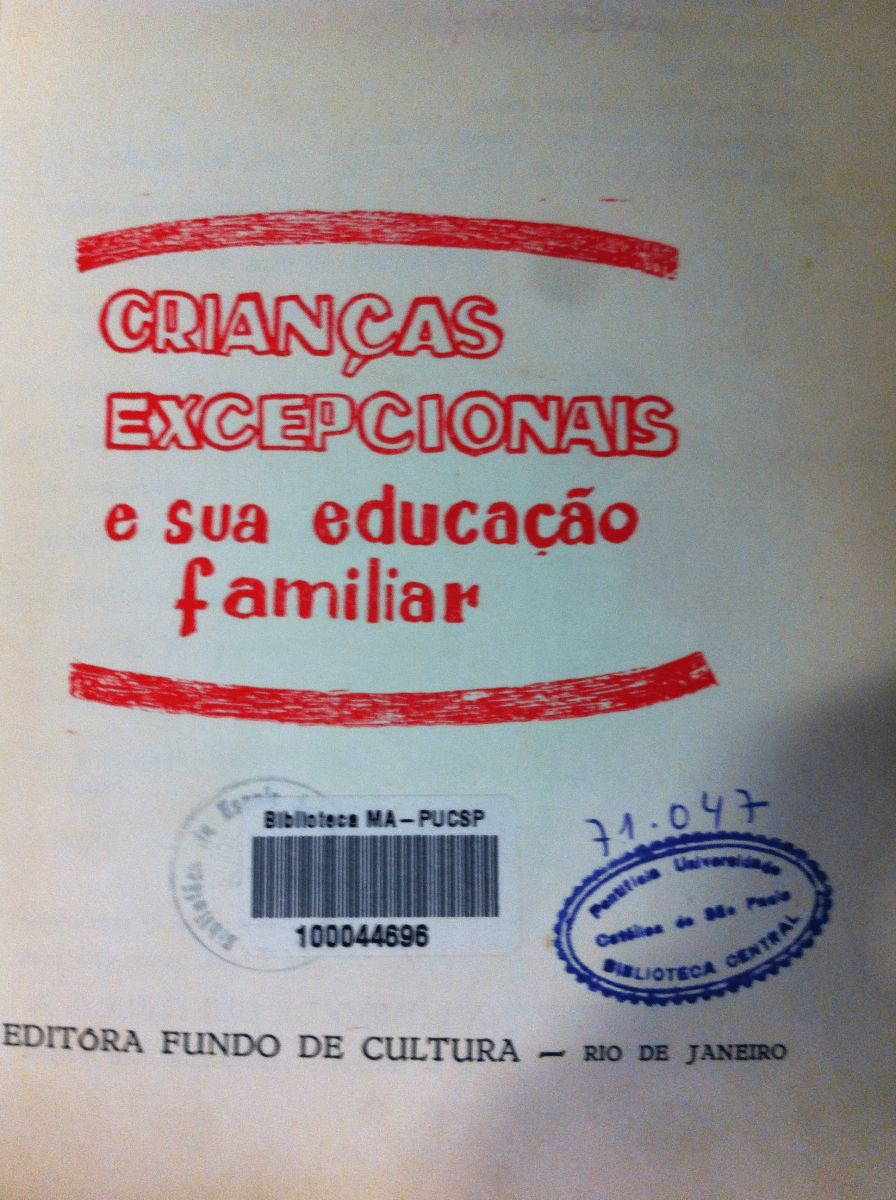 CRIANÇAS
EXCEPCIONAIS
e sua educação
familiar
Biblioteca MA-PUCSP
100044696
71.047
Pontifícia Universidade
Católica de São Paulo
BIBLIOTECA CENTRAL
EDITÔRA FUNDO DE CULTURA — RIO DE JANEIRO